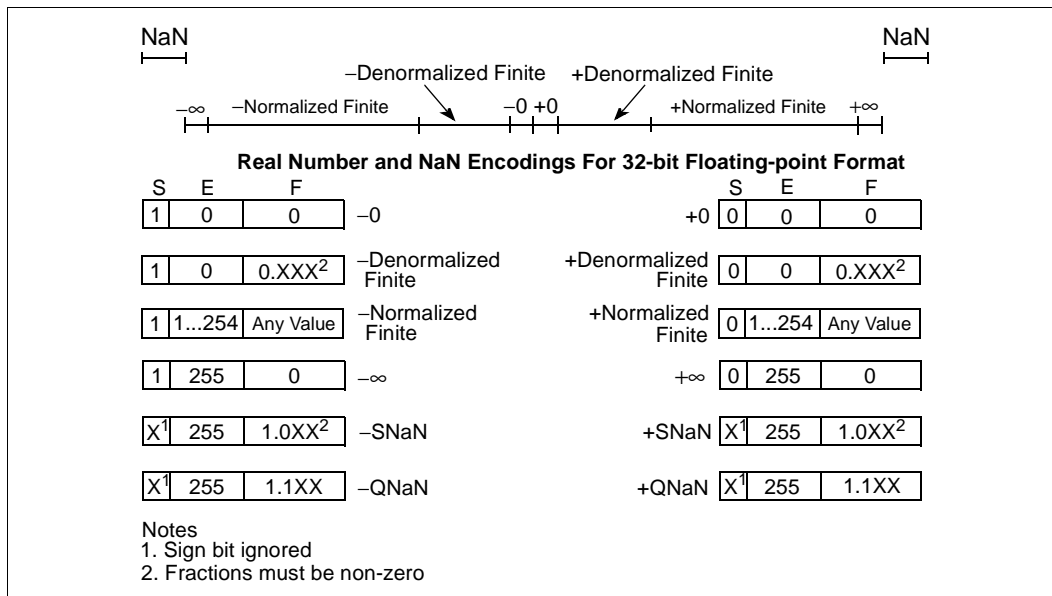 NaN NaN
−Denormalized Finite +Denormalized Finite
−∞ −Normalized Finite −0 +0 +Normalized Finite +∞
Real Number and NaN Encodings For 32-bit Floating-point Format
S E F S E F
1 0 0 −0 +0 0 0 0
1 0 0.XXX² −Denormalized Finite +Denormalized Finite 0 0 0.XXX²
1 1...254 Any Value −Normalized Finite +Normalized Finite 0 1...254 Any Value
1 255 0 −∞ +∞ 0 255 0
X¹ 255 1.0XX² −SNaN +SNaN X¹ 255 1.0XX²
X¹ 255 1.1XX −QNaN +QNaN X¹ 255 1.1XX
Notes
1. Sign bit ignored
2. Fractions must be non-zero